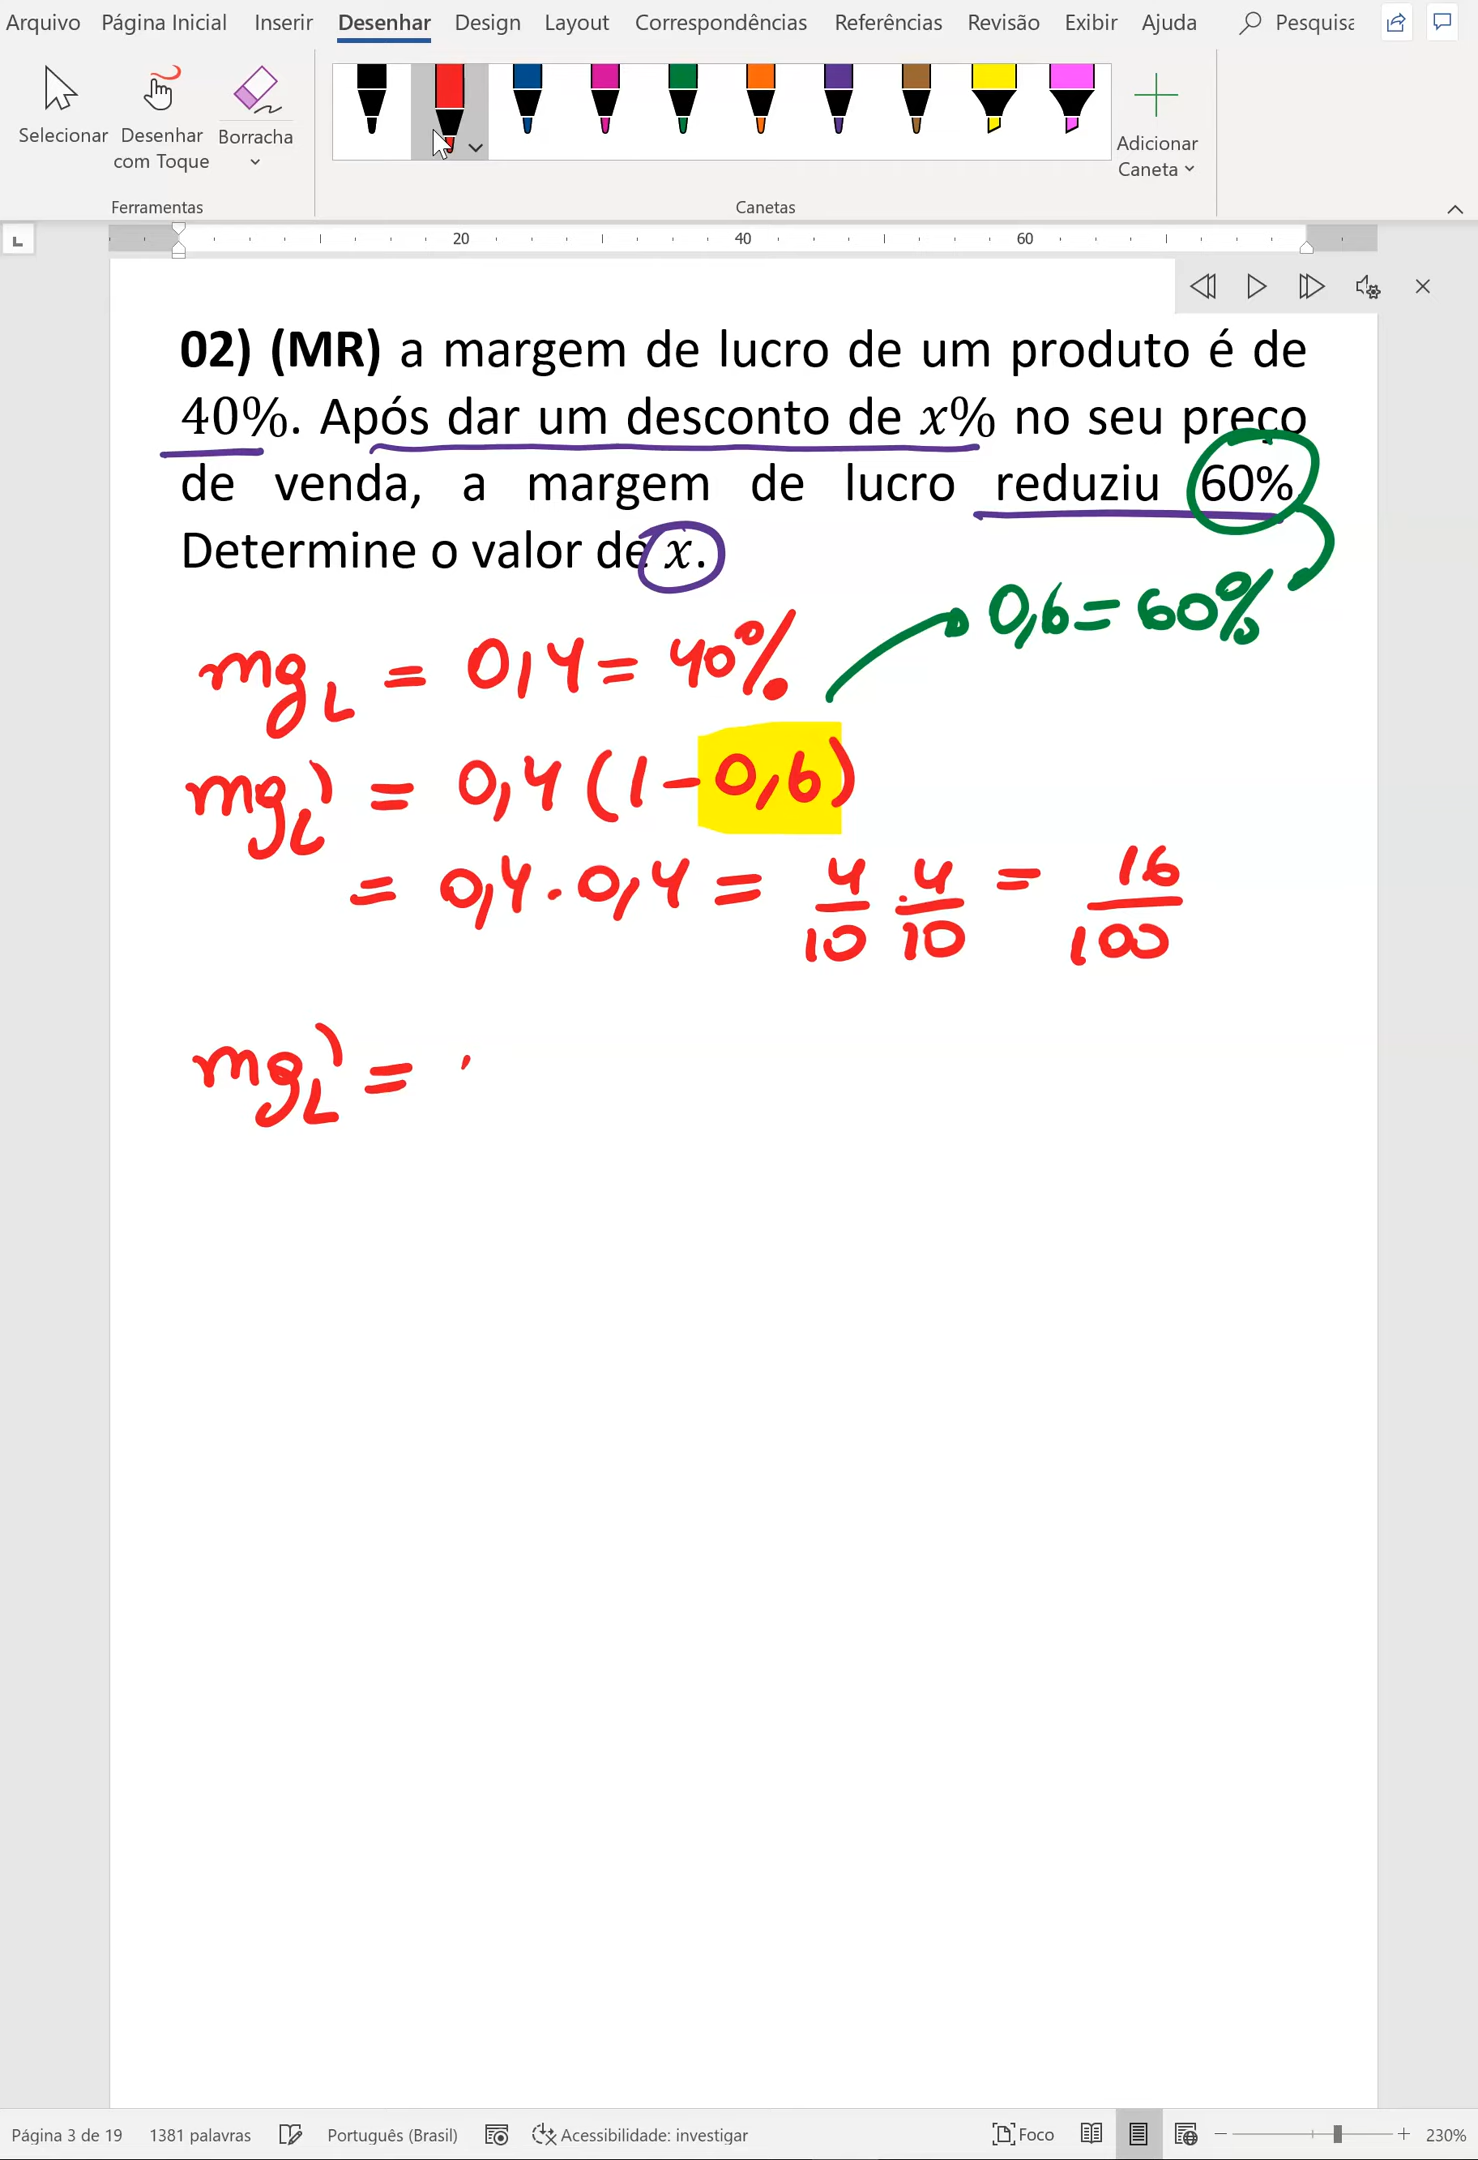 Arquivo Página Inicial Inserir Desenhar Design Layout Correspondências Referências Revisão Exibir Ajuda Pesquisa
Selecionar Desenhar com Toque Borracha Adicionar Caneta
Ferramentas Canetas
20 40 60
02) (MR) a margem de lucro de um produto é de
40%. Após dar um desconto de x% no seu preço
de venda, a margem de lucro reduziu 60%.
Determine o valor de x.
0,6 = 60%
mg L = 0,4 = 40%
mg L' = 0,4 (1 - 0,6)
= 0,4 . 0,4 = 4/10 . 4/10 = 16/100
mg L' =
Página 3 de 19 1381 palavras Português (Brasil) Acessibilidade: investigar Foco 230%